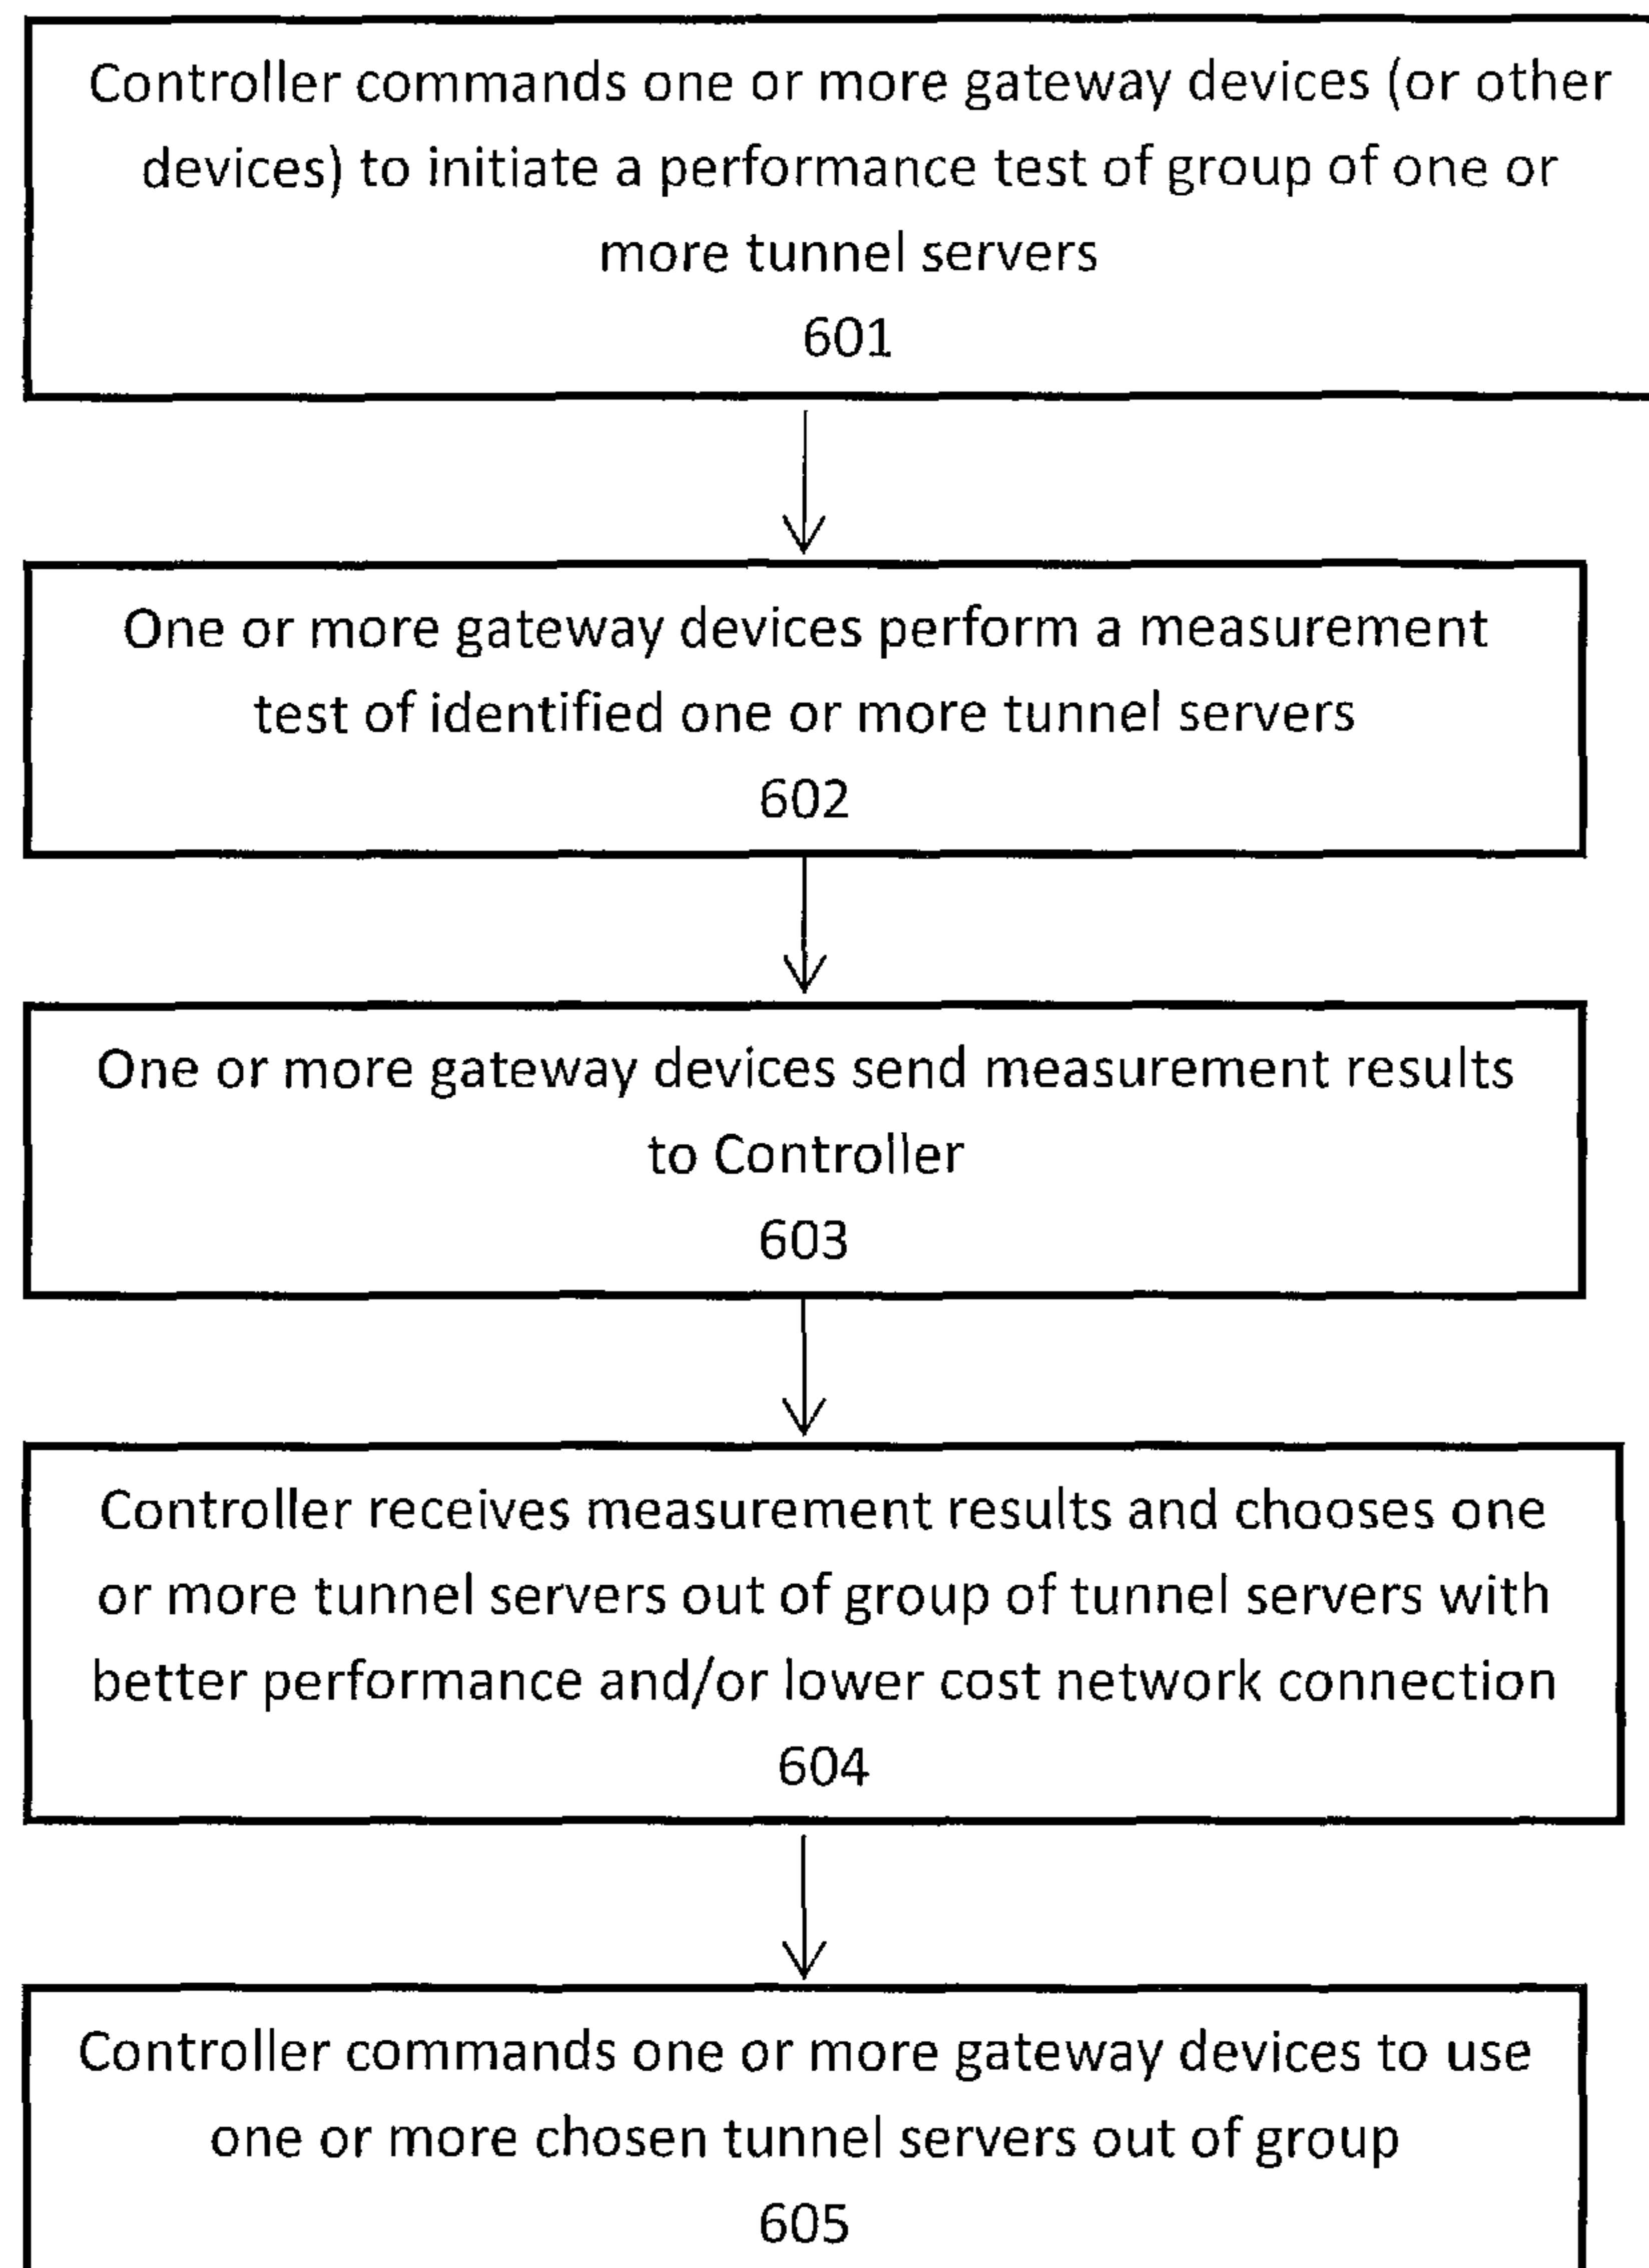 Controller commands one or more gateway devices (or other
devices) to initiate a performance test of group of one or
more tunnel servers
601
One or more gateway devices perform a measurement
test of identified one or more tunnel servers
602
One or more gateway devices send measurement results
to Controller
603
Controller receives measurement results and chooses one
or more tunnel servers out of group of tunnel servers with
better performance and/or lower cost network connection
604
Controller commands one or more gateway devices to use
one or more chosen tunnel servers out of group
605